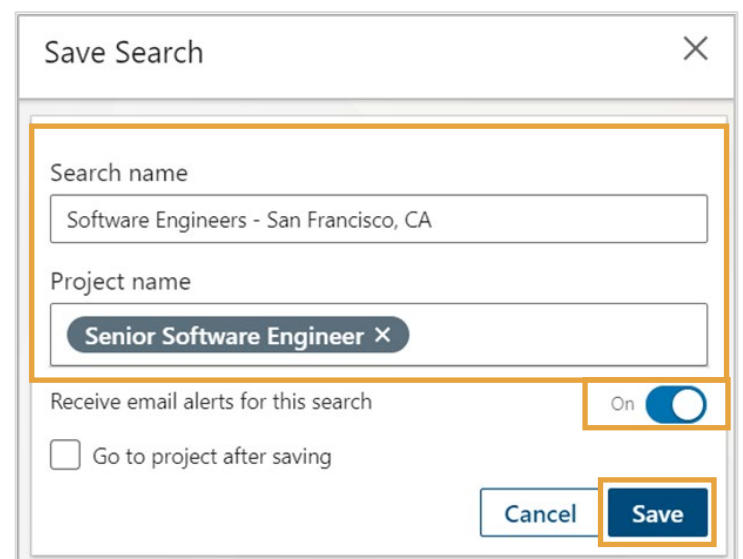 Save Search
Search name
Software Engineers - San Francisco, CA
Project name
Senior Software Engineer ×
Receive email alerts for this search On
Go to project after saving
Cancel Save